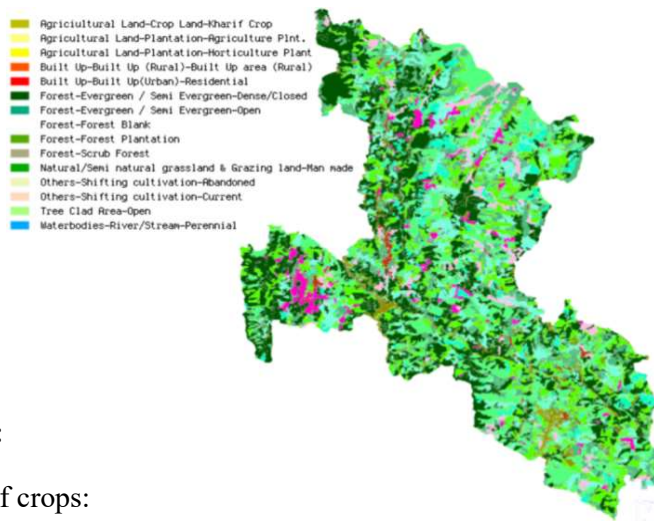 Agriciultural Land-Crop Land-Kharif Crop
Agricultural Land-Plantation-Agriculture Plnt.
Agricultural Land-Plantation-Horticulture Plant
Built Up-Built Up (Rural)-Built Up area (Rural)
Built Up-Built Up(Urban)-Residential
Forest-Evergreen / Semi Evergreen-Dense/Closed
Forest-Evergreen / Semi Evergreen-Open
Forest-Forest Blank
Forest-Forest Plantation
Forest-Scrub Forest
Natural/Semi natural grassland & Grazing land-Man made
Others-Shifting cultivation-Abandoned
Others-Shifting cultivation-Current
Tree Clad Area-Open
Waterbodies-River/Stream-Perennial
:
f crops: